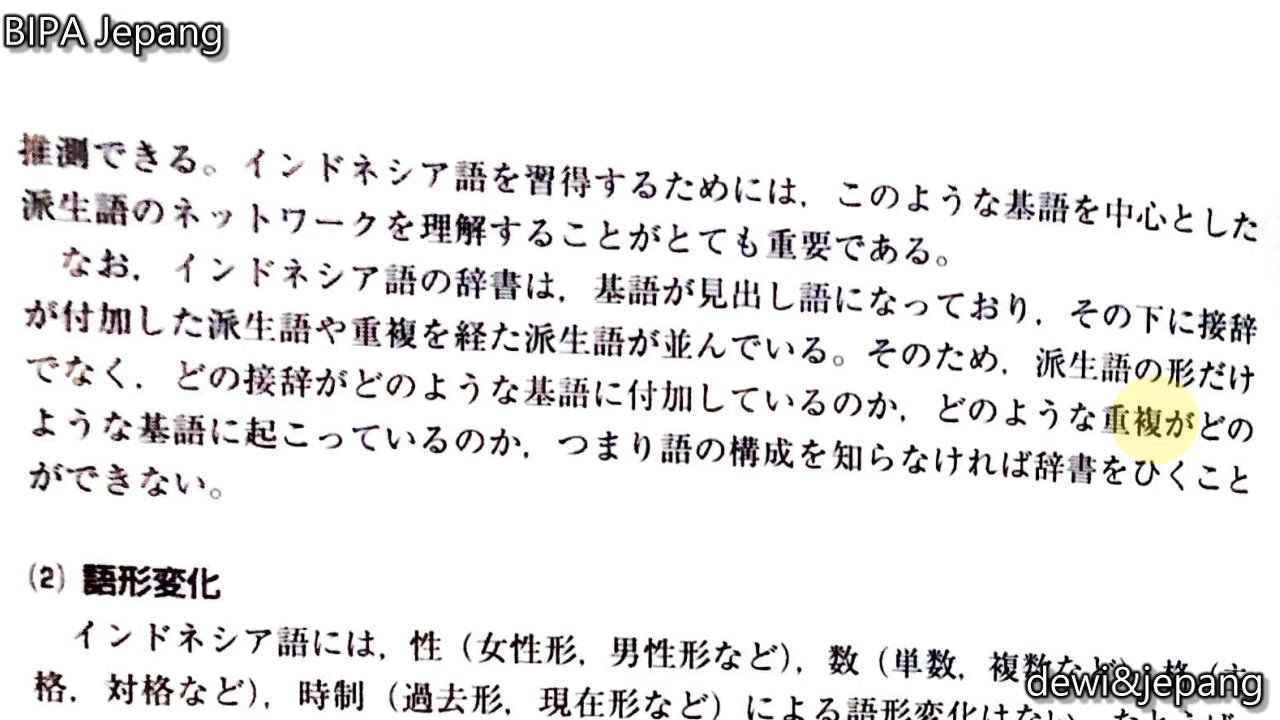 BIPA Jepang
推測できる。インドネシア語を習得するためには，このような基語を中心とした
派生語のネットワークを理解することがとても重要である。
なお，インドネシア語の辞書は，基語が見出し語になっており，その下に接辞
が付加した派生語や重複を経た派生語が並んでいる。そのため，派生語の形だけ
でなく，どの接辞がどのような基語に付加しているのか，どのような重複がどの
ような基語に起こっているのか，つまり語の構成を知らなければ辞書をひくこと
ができない。
(2) 語形変化
インドネシア語には，性（女性形，男性形など），数（単数，複数など），格（
格，対格など），時制（過去形，現在形など）による語形変化はない。たとえば
dewi&jepang